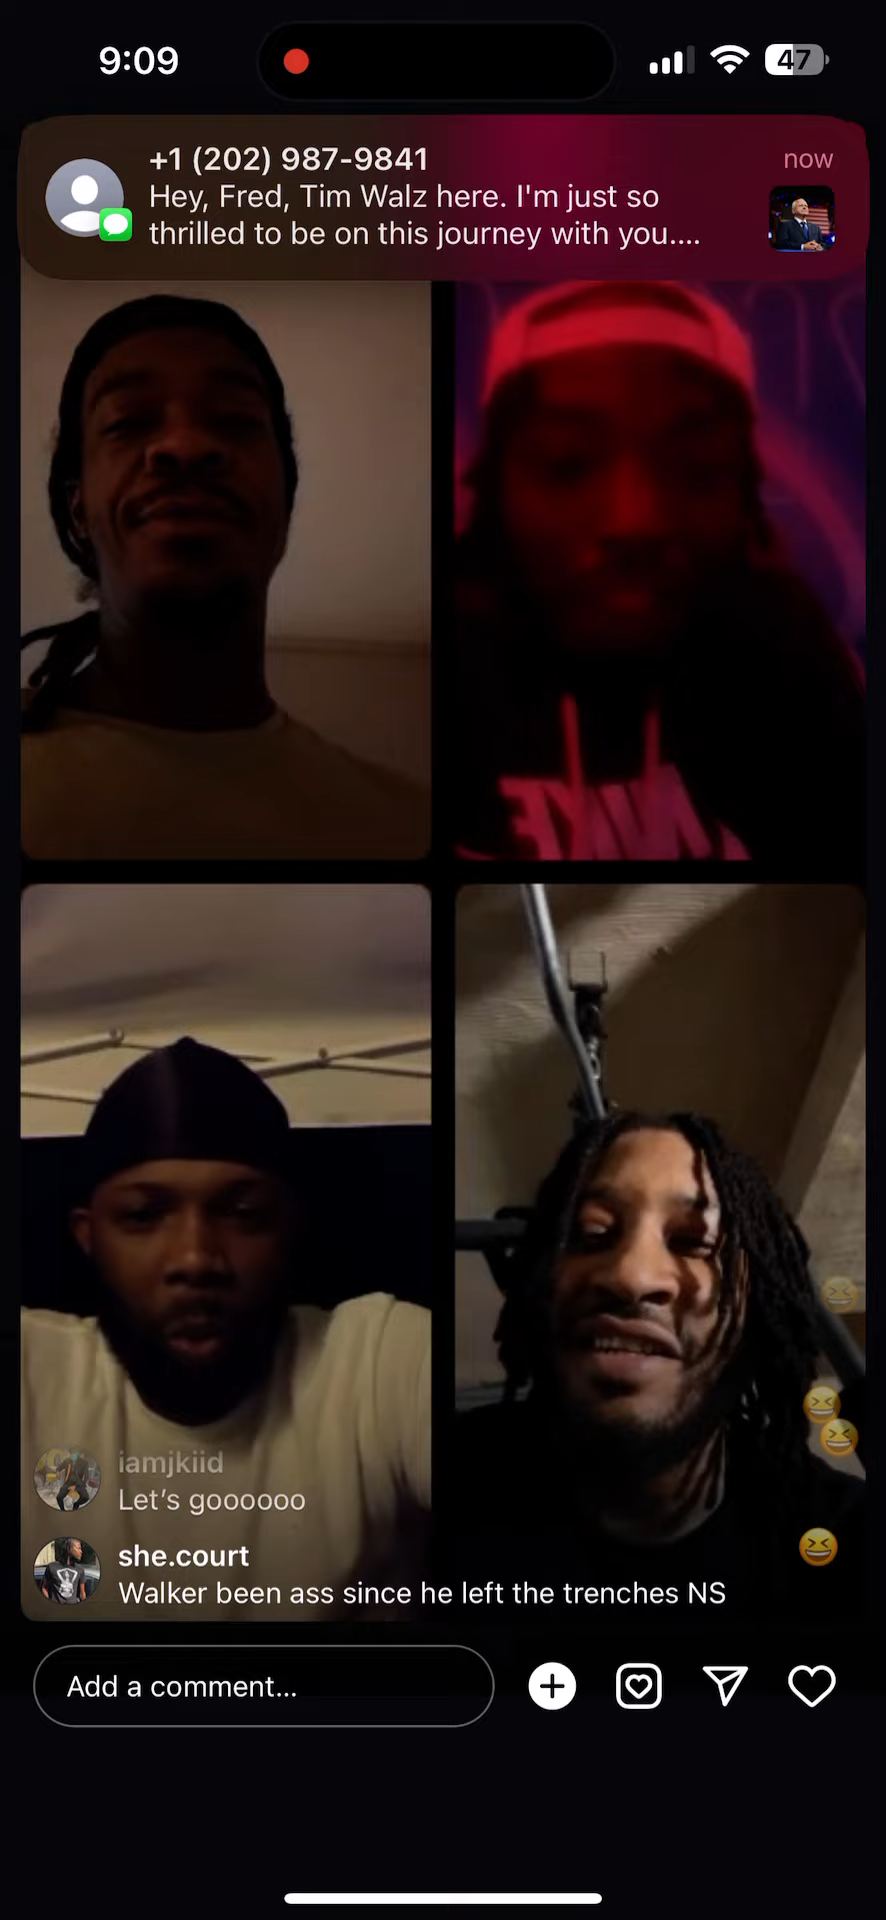 9:09
47
+1 (202) 987-9841
now
Hey, Fred, Tim Walz here. I'm just so
thrilled to be on this journey with you....
iamjkiid
Let’s goooooo
she.court
Walker been ass since he left the trenches NS
Add a comment...